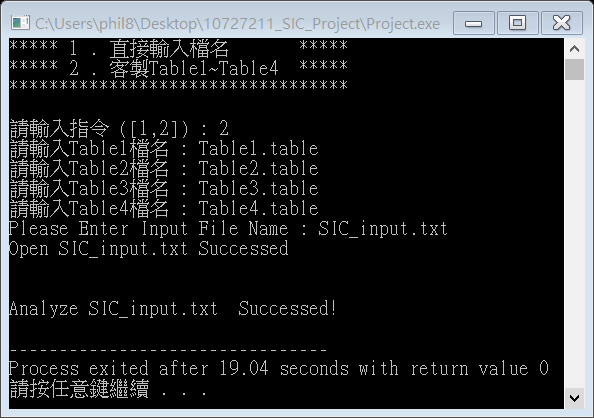 C:\Users\phil8\Desktop\10727211_SIC_Project\Project.exe
***** 1 . 直接輸入檔名       *****
***** 2 . 客製Table1~Table4  *****
**********************************
請輸入指令 ([1,2]) : 2
請輸入Table1檔名 : Table1.table
請輸入Table2檔名 : Table2.table
請輸入Table3檔名 : Table3.table
請輸入Table4檔名 : Table4.table
Please Enter Input File Name : SIC_input.txt
Open SIC_input.txt Successed
Analyze SIC_input.txt  Successed!
--------------------------------
Process exited after 19.04 seconds with return value 0
請按任意鍵繼續 . . .